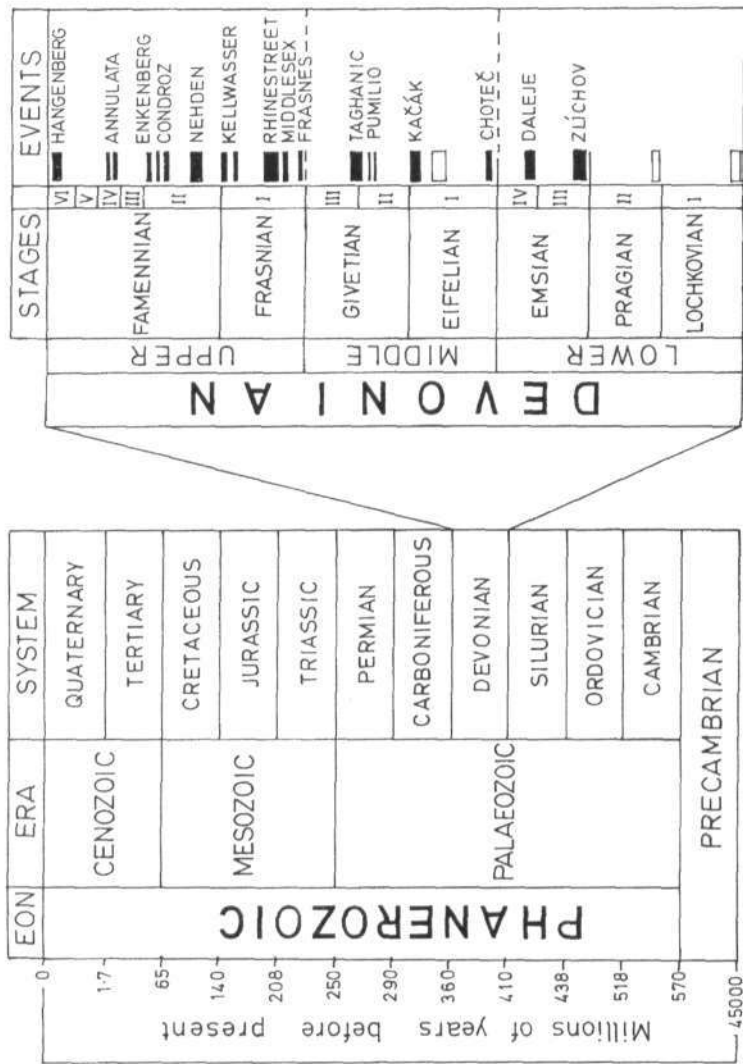 EON
ERA
SYSTEM
PHANEROZOIC
CENOZOIC
MESOZOIC
PALAEOZOIC
QUATERNARY
TERTIARY
CRETACEOUS
JURASSIC
TRIASSIC
PERMIAN
CARBONIFEROUS
DEVONIAN
SILURIAN
ORDOVICIAN
CAMBRIAN
PRECAMBRIAN
0
1·7
65
140
208
250
290
360
410
438
518
570
45000
Millions of years before present
STAGES
EVENTS
DEVONIAN
UPPER
MIDDLE
LOWER
FAMENNIAN
FRASNIAN
GIVETIAN
EIFELIAN
EMSIAN
PRAGIAN
LOCHKOVIAN
VI
V
IV
III
II
I
III
II
I
IV
III
II
I
HANGENBERG
ANNULATA
ENKENBERG
CONDROZ
NEHDEN
KELLWASSER
RHINESTREET
MIDDLESEX
FRASNES
TAGHANIC
PUMILIO
KAČÁK
CHOTEČ
DALEJE
ZLÍCHOV